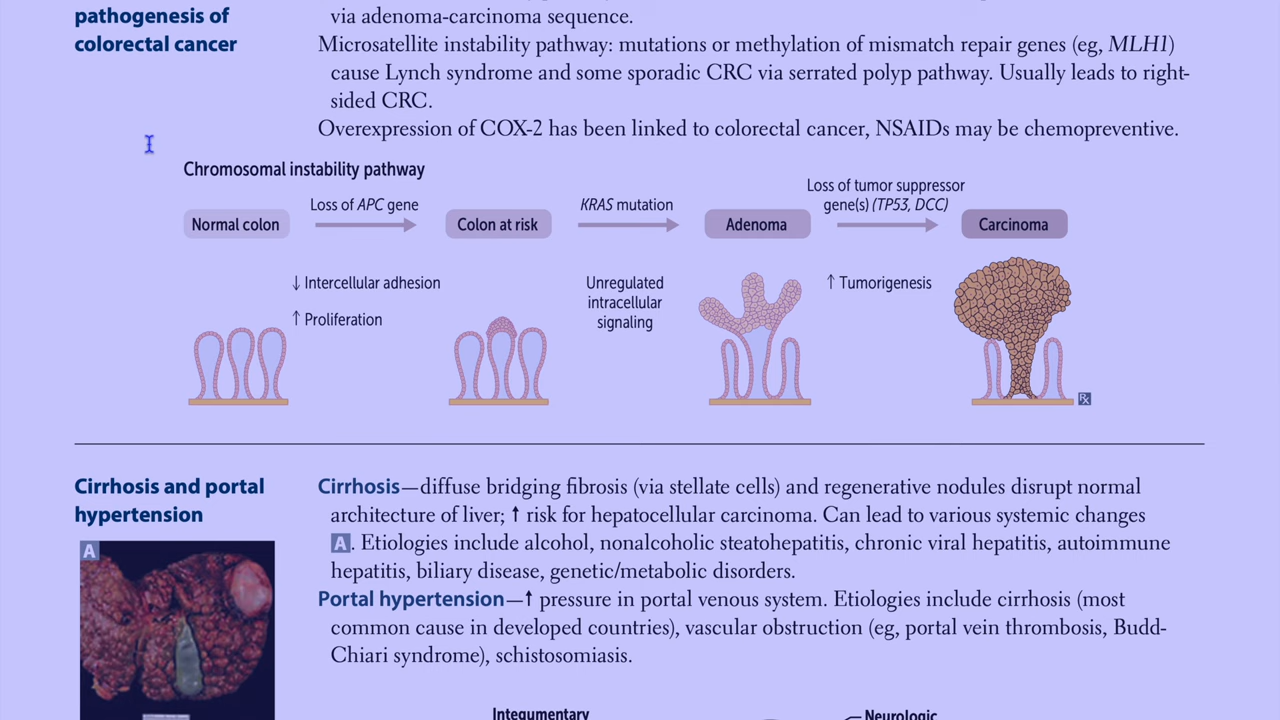 pathogenesis of
colorectal cancer
via adenoma-carcinoma sequence.
Microsatellite instability pathway: mutations or methylation of mismatch repair genes (eg, MLH1)
cause Lynch syndrome and some sporadic CRC via serrated polyp pathway. Usually leads to right-
sided CRC.
Overexpression of COX-2 has been linked to colorectal cancer, NSAIDs may be chemopreventive.
Chromosomal instability pathway
Normal colon
Loss of APC gene
Colon at risk
KRAS mutation
Adenoma
Loss of tumor suppressor
gene(s) (TP53, DCC)
Carcinoma
↓ Intercellular adhesion
↑ Proliferation
Unregulated
intracellular
signaling
↑ Tumorigenesis
Rx
Cirrhosis and portal
hypertension
A
Cirrhosis—diffuse bridging fibrosis (via stellate cells) and regenerative nodules disrupt normal
architecture of liver; ↑ risk for hepatocellular carcinoma. Can lead to various systemic changes
A. Etiologies include alcohol, nonalcoholic steatohepatitis, chronic viral hepatitis, autoimmune
hepatitis, biliary disease, genetic/metabolic disorders.
Portal hypertension—↑ pressure in portal venous system. Etiologies include cirrhosis (most
common cause in developed countries), vascular obstruction (eg, portal vein thrombosis, Budd-
Chiari syndrome), schistosomiasis.
Integumentary
Neurologic